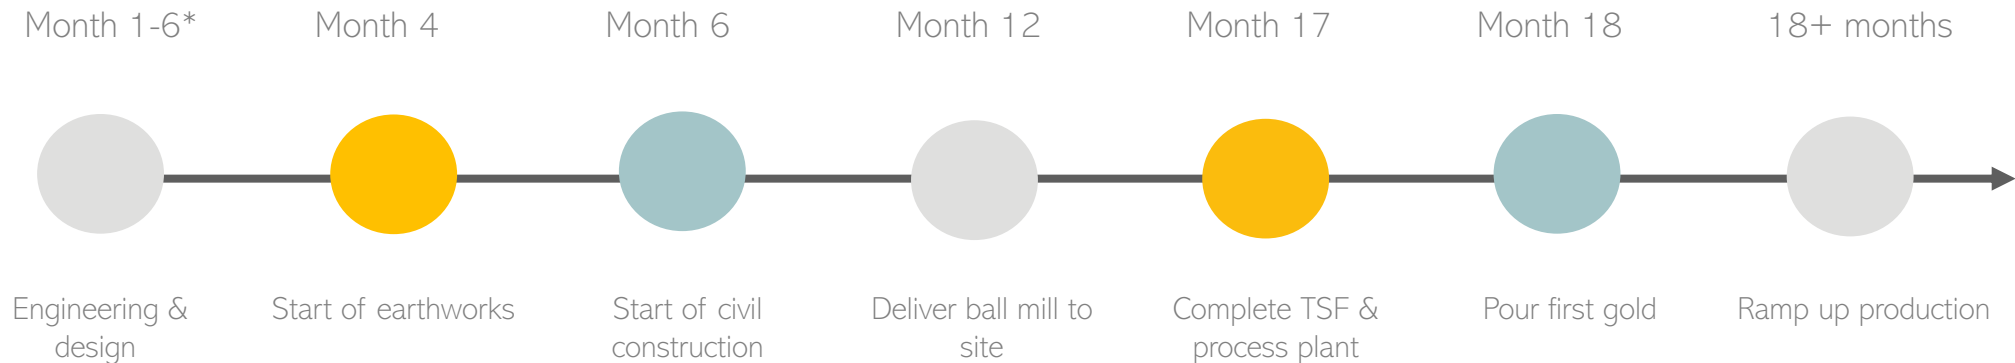 Month 1-6*
Month 4
Month 6
Month 12
Month 17
Month 18
18+ months
Engineering &
design
Start of earthworks
Start of civil
construction
Deliver ball mill to
site
Complete TSF &
process plant
Pour first gold
Ramp up production